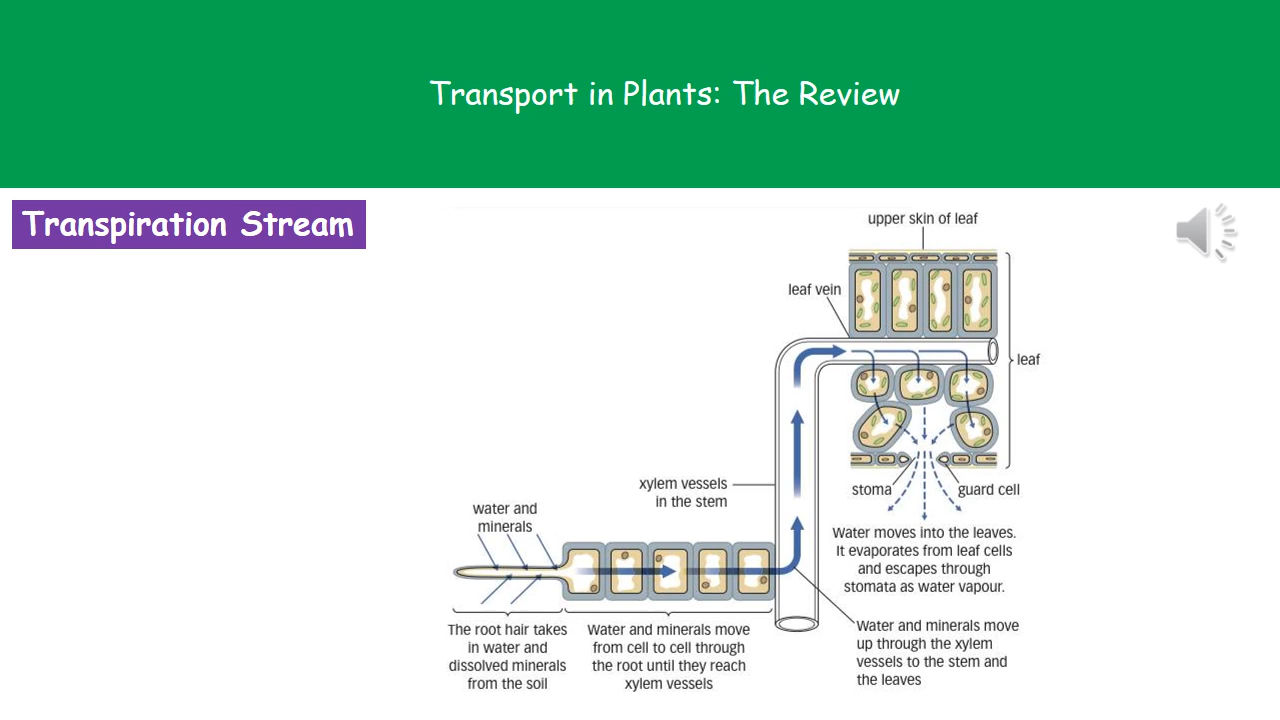 Transport in Plants: The Review
Transpiration Stream
upper skin of leaf
leaf vein
leaf
xylem vessels
in the stem
stoma
guard cell
water and
minerals
Water moves into the leaves.
It evaporates from leaf cells
and escapes through
stomata as water vapour.
The root hair takes
in water and
dissolved minerals
from the soil
Water and minerals move
from cell to cell through
the root until they reach
xylem vessels
Water and minerals move
up through the xylem
vessels to the stem and
the leaves